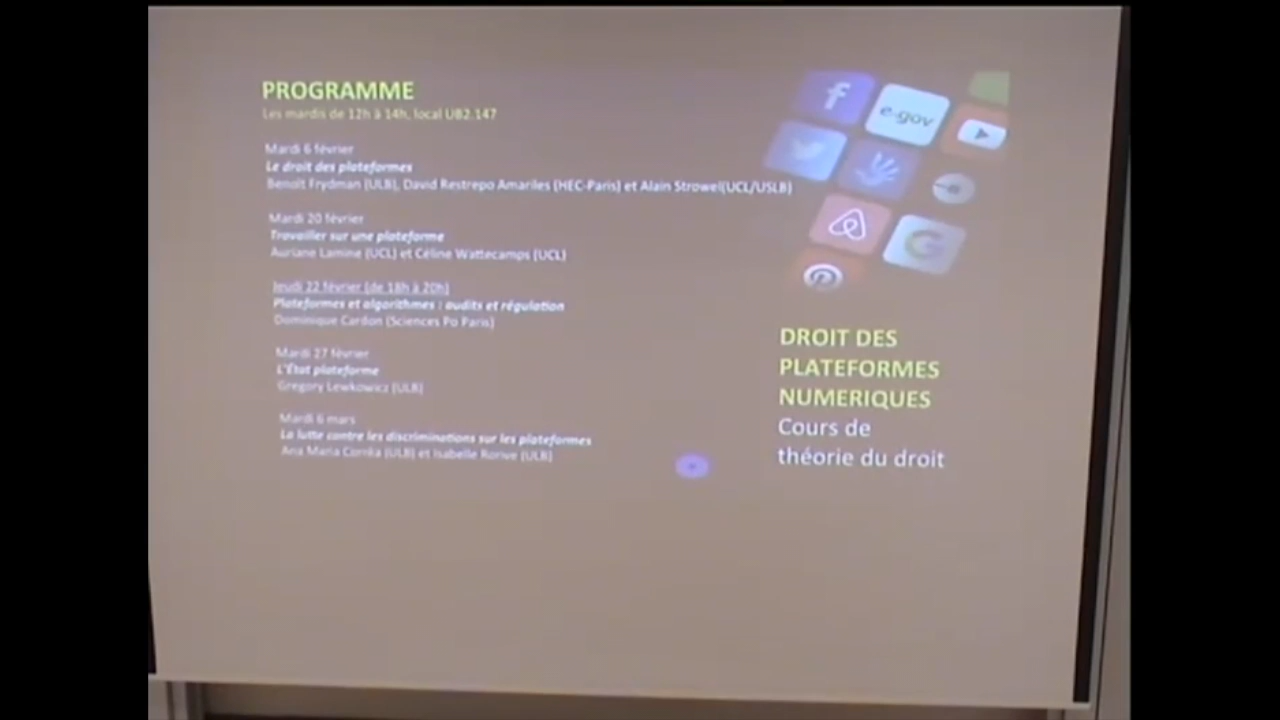 PROGRAMME
Les mardis de 12h à 14h, local UB2.147
Mardi 6 février
Le droit des plateformes
Benoît Frydman (ULB), David Restrepo Amariles (HEC-Paris) et Alain Strowel(UCL/USLB)
Mardi 20 février
Travailler sur une plateforme
Auriane Lamine (UCL) et Céline Wattecamps (UCL)
Jeudi 22 février (de 18h à 20h)
Plateformes et algorithmes : audits et régulation
Dominique Cardon (Sciences Po Paris)
Mardi 27 février
L'État plateforme
Gregory Lewkowicz (ULB)
Mardi 6 mars
La lutte contre les discriminations sur les plateformes
Ana Maria Corrêa (ULB) et Isabelle Rorive (ULB)
e-gov
DROIT DES
PLATEFORMES
NUMERIQUES
Cours de
théorie du droit